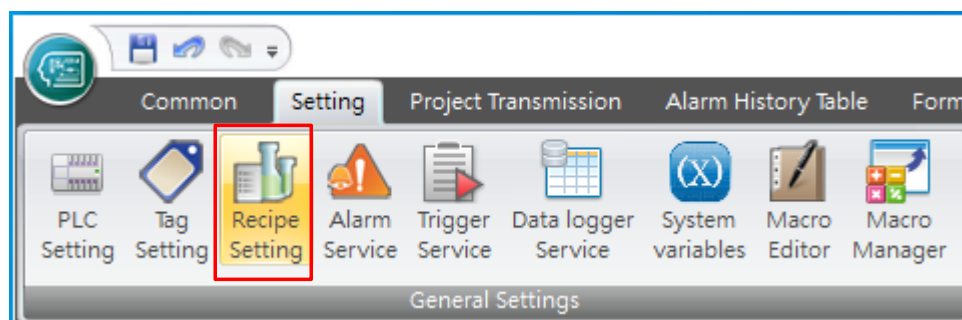 Common Setting Project Transmission Alarm History Table Form
PLC Setting
Tag Setting
Recipe Setting
Alarm Service
Trigger Service
Data logger Service
System variables
Macro Editor
Macro Manager
General Settings